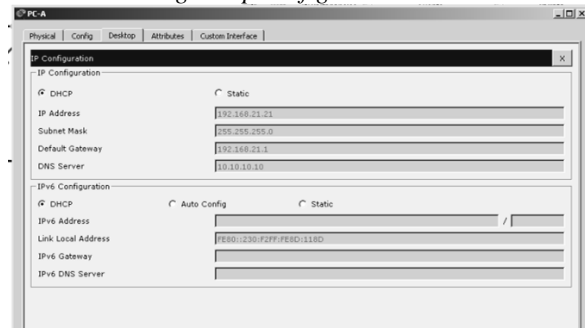 PC-A
Physical Config Desktop Attributes Custom Interface
IP Configuration X
IP Configuration
DHCP Static
IP Address 192.168.21.21
Subnet Mask 255.255.255.0
Default Gateway 192.168.21.1
DNS Server 10.10.10.10
IPv6 Configuration
DHCP Auto Config Static
IPv6 Address /
Link Local Address FE80::230:F2FF:FE8D:118D
IPv6 Gateway
IPv6 DNS Server